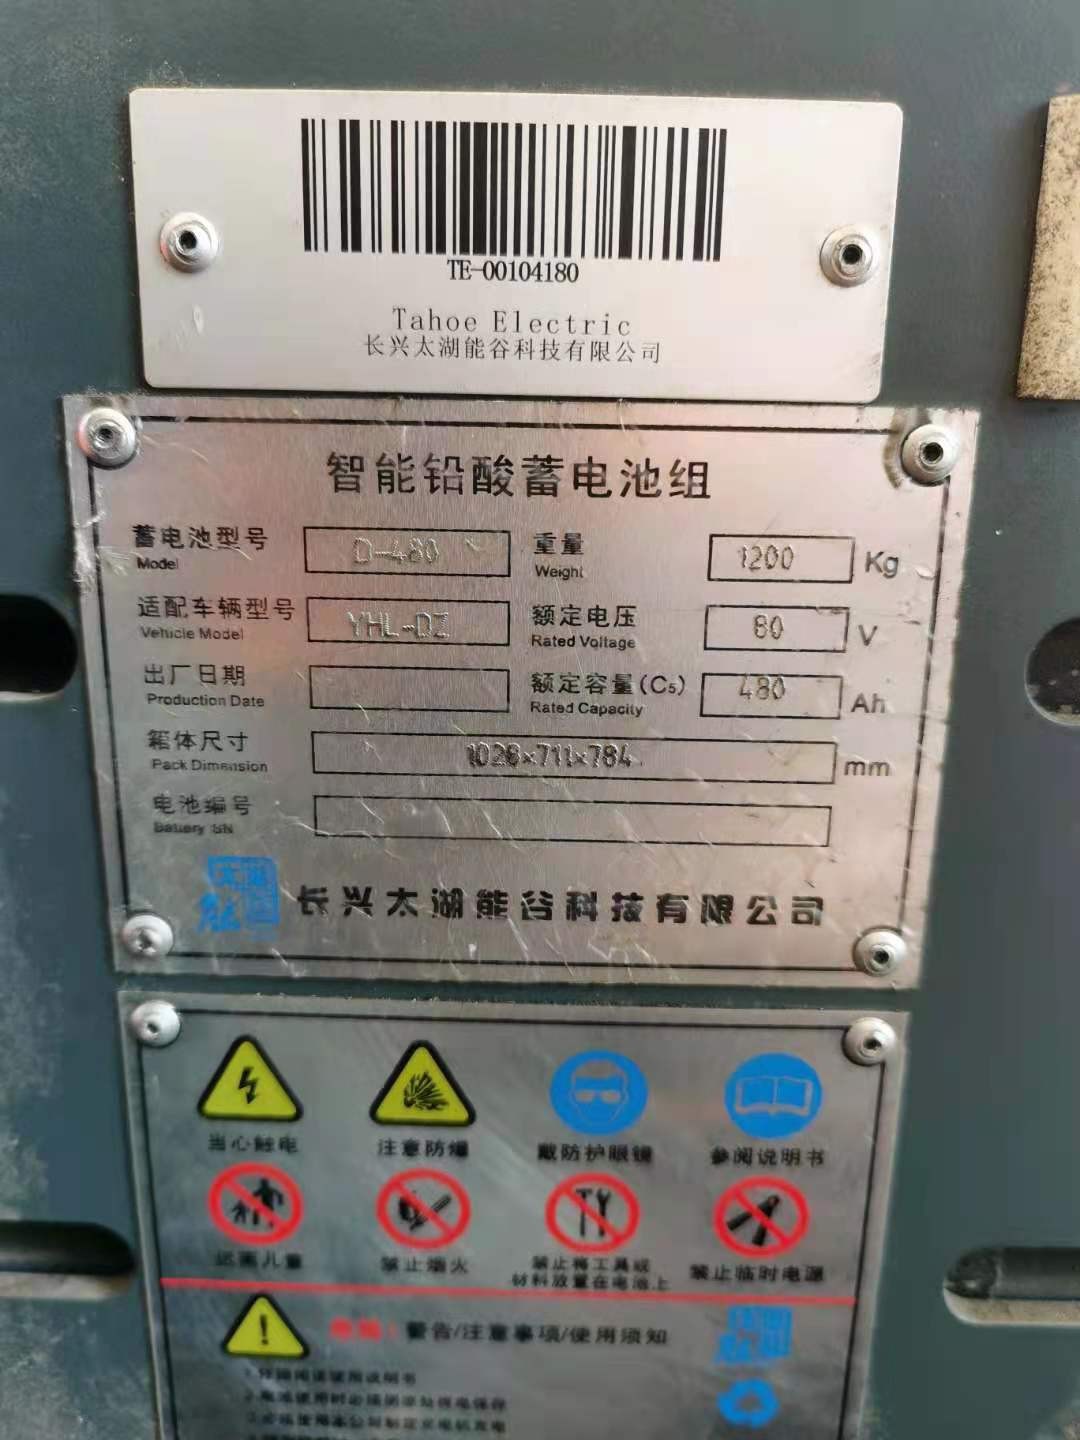 TE-00104180
Tahoe Electric
长兴太湖能谷科技有限公司
智能铅酸蓄电池组
蓄电池型号 D-480 重量 1200 Kg
Model Weight
适配车辆型号 YHL-DZ 额定电压 80 V
Vehicle Model Rated Voltage
出厂日期 额定容量(C₅) 480 Ah
Production Date Rated Capacity
箱体尺寸 1028×711×784 mm
Pack Dimension
电池编号
Battery SN
长兴太湖能谷科技有限公司
当心触电 注意防爆 戴防护眼镜 参阅说明书
远离儿童 禁止烟火 禁止将工具或 禁止临时电源
材料放置在电池上
警告/注意事项/使用须知